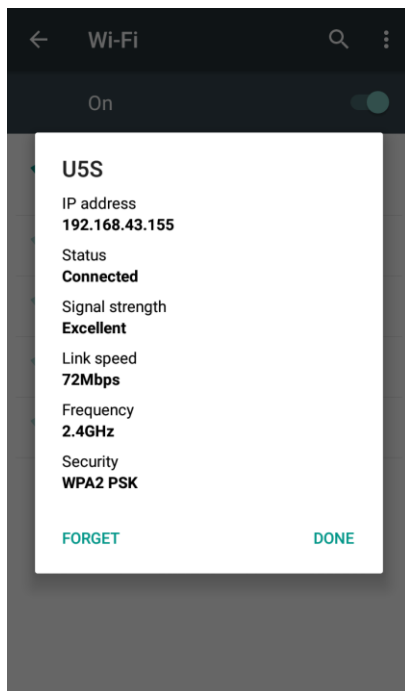 Wi-Fi
On
U5S
IP address
192.168.43.155
Status
Connected
Signal strength
Excellent
Link speed
72Mbps
Frequency
2.4GHz
Security
WPA2 PSK
FORGET DONE